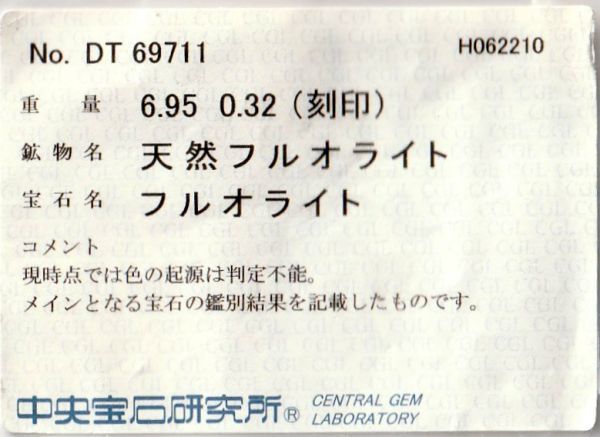 No. DT 69711
H062210
重 量 6.95 0.32 (刻印)
鉱物名 天然フルオライト
宝石名 フルオライト
コメント
現時点では色の起源は判定不能。
メインとなる宝石の鑑別結果を記載したものです。
中央宝石研究所® CENTRAL GEM
LABORATORY